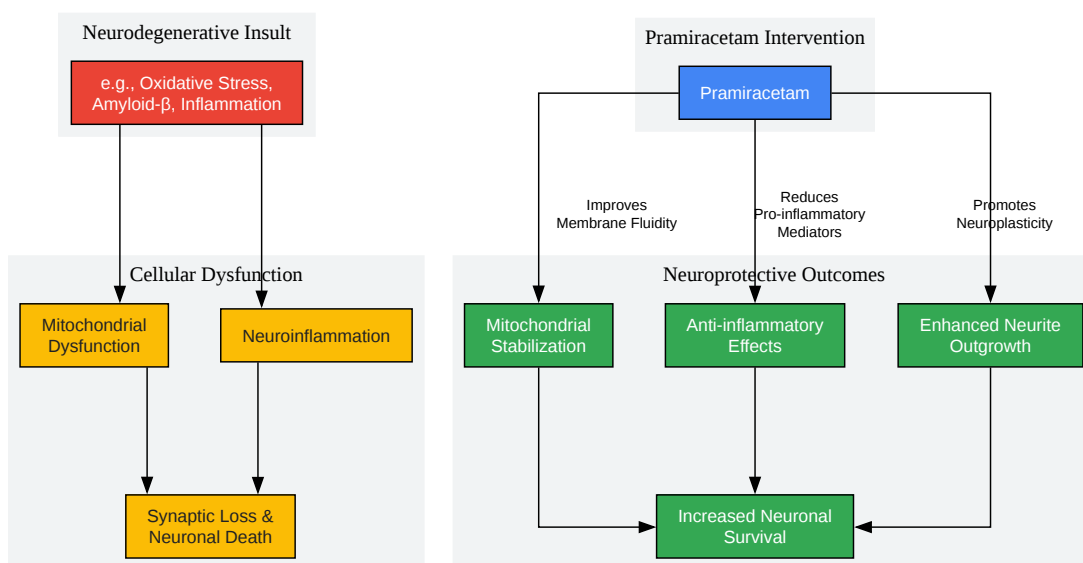 Neurodegenerative Insult
e.g., Oxidative Stress,
Amyloid-β, Inflammation
Pramiracetam Intervention
Pramiracetam
Improves
Membrane Fluidity
Reduces
Pro-inflammatory
Mediators
Promotes
Neuroplasticity
Cellular Dysfunction
Mitochondrial
Dysfunction
Neuroinflammation
Synaptic Loss &
Neuronal Death
Neuroprotective Outcomes
Mitochondrial
Stabilization
Anti-inflammatory
Effects
Enhanced Neurite
Outgrowth
Increased Neuronal
Survival